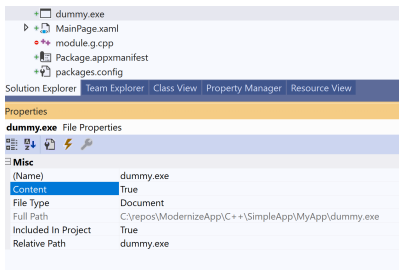 dummy.exe
MainPage.xaml
module.g.cpp
Package.appxmanifest
packages.config
Solution Explorer Team Explorer Class View Property Manager Resource View
Properties
dummy.exe File Properties
Misc
(Name) dummy.exe
Content True
File Type Document
Full Path C:\repos\ModernizeApp\C++\SimpleApp\MyApp\dummy.exe
Included In Project True
Relative Path dummy.exe